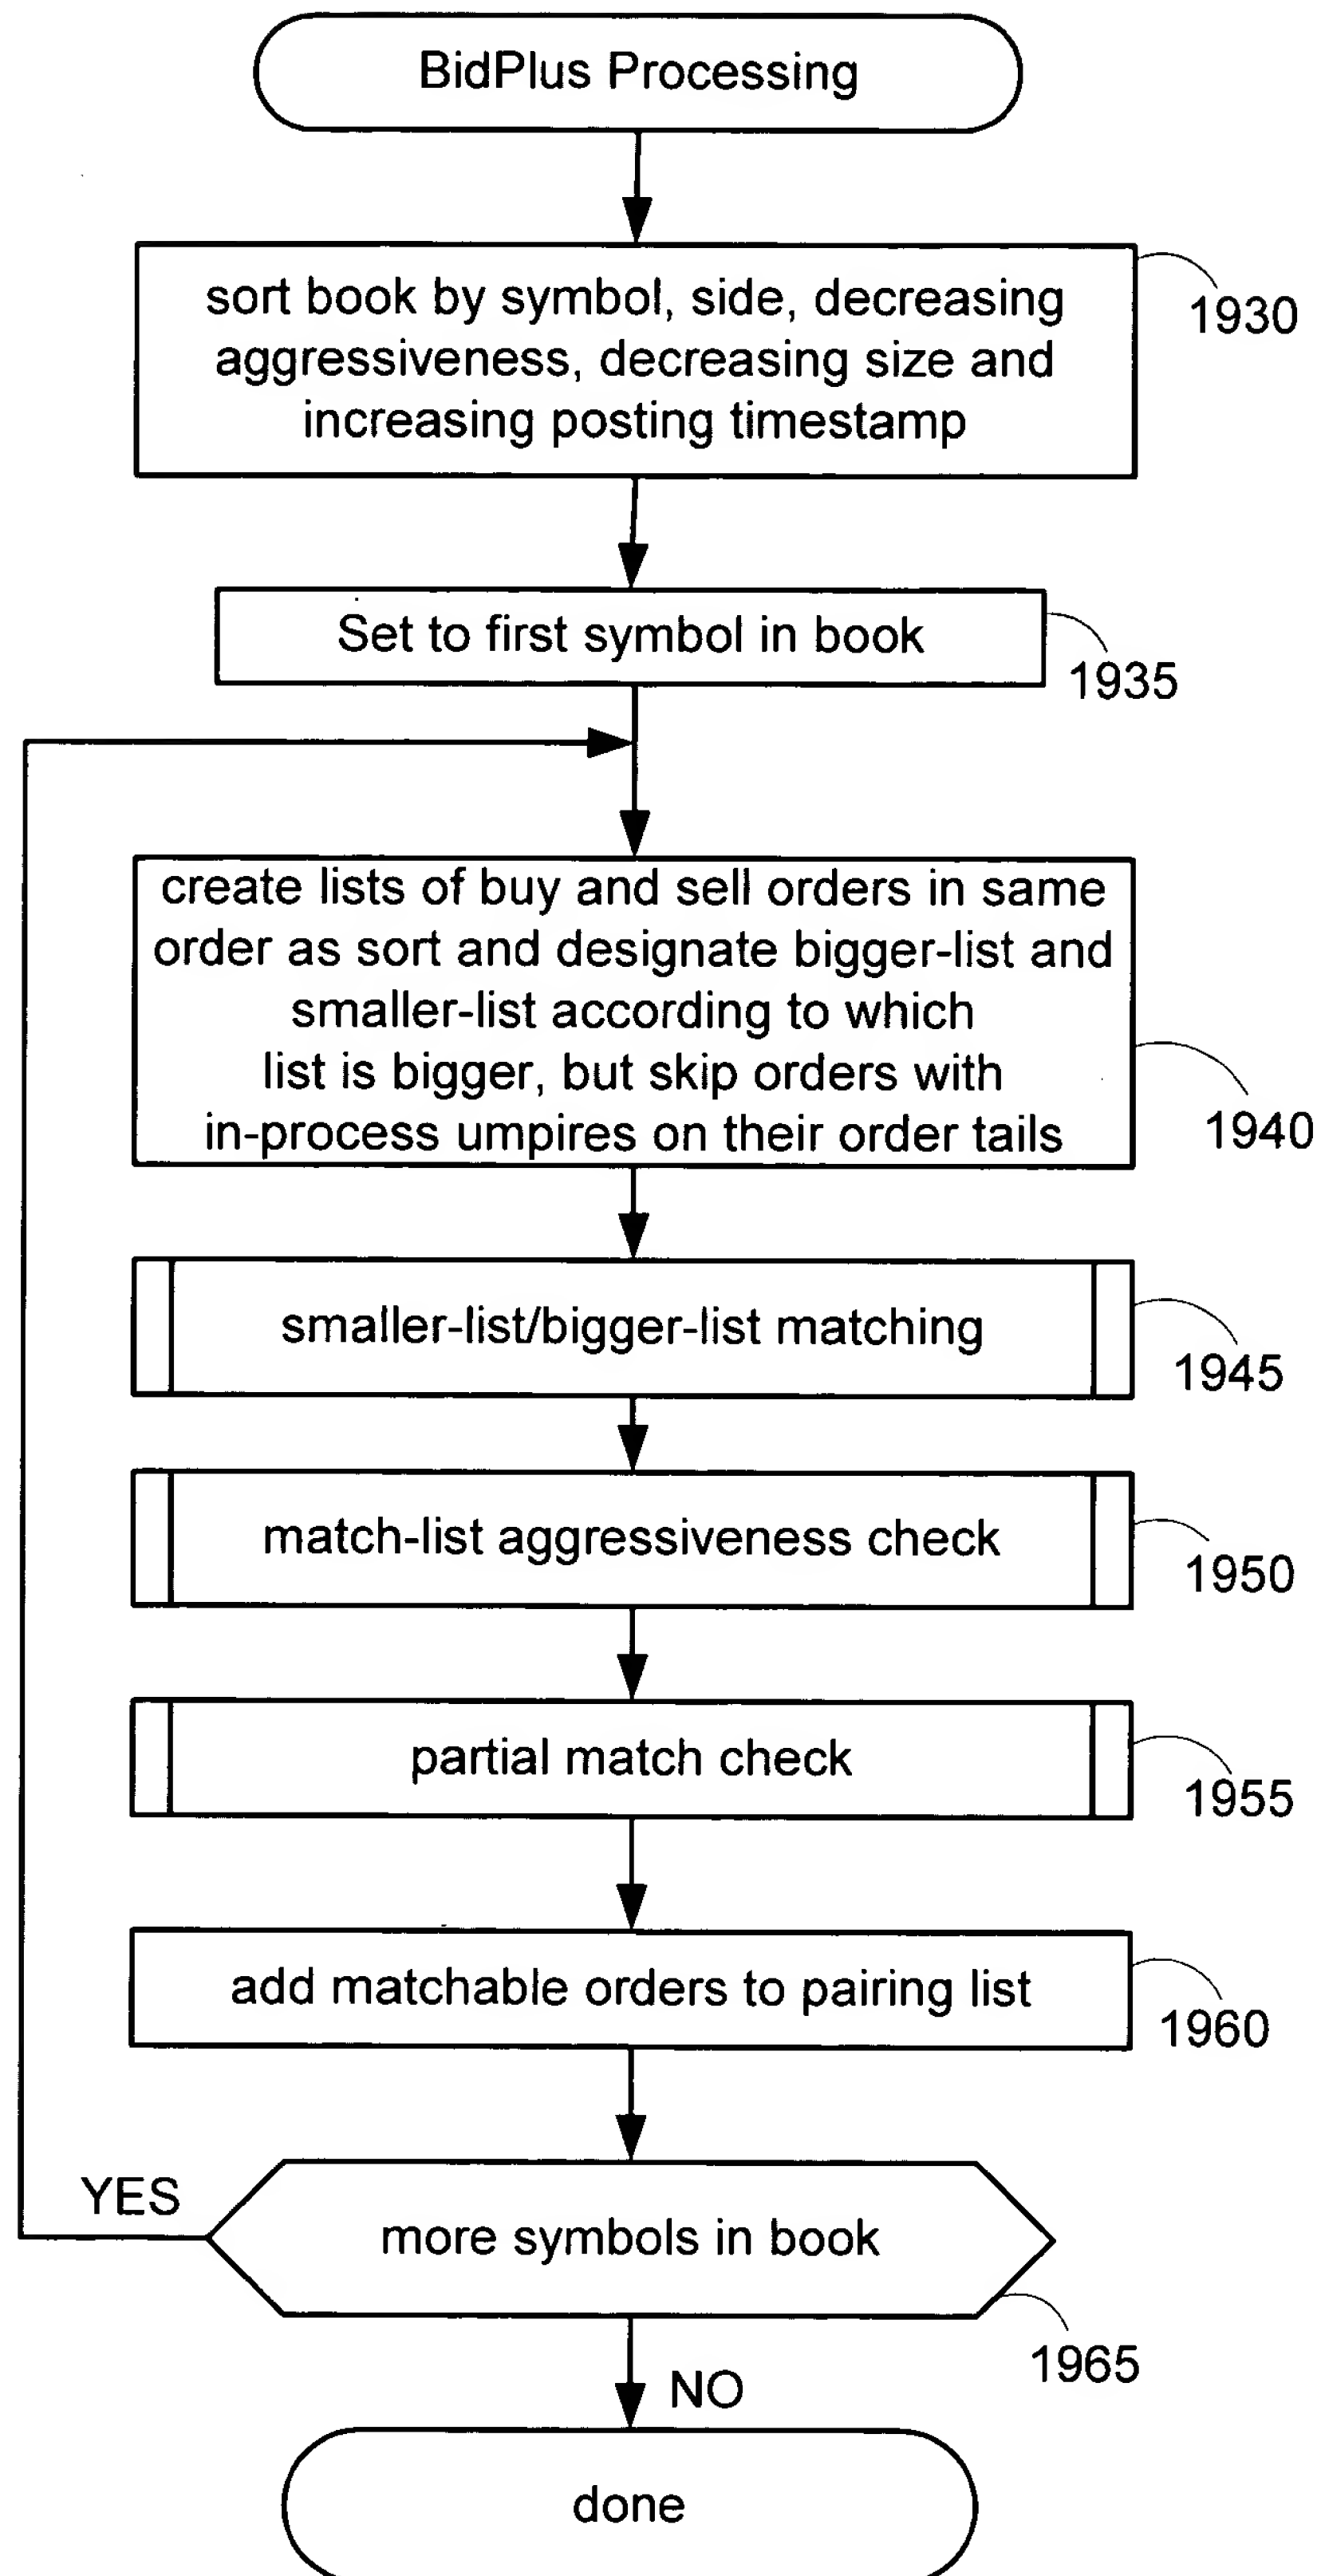 BidPlus Processing
sort book by symbol, side, decreasing
aggressiveness, decreasing size and
increasing posting timestamp
1930
Set to first symbol in book
1935
create lists of buy and sell orders in same
order as sort and designate bigger-list and
smaller-list according to which
list is bigger, but skip orders with
in-process umpires on their order tails
1940
smaller-list/bigger-list matching
1945
match-list aggressiveness check
1950
partial match check
1955
add matchable orders to pairing list
1960
YES
more symbols in book
1965
NO
done